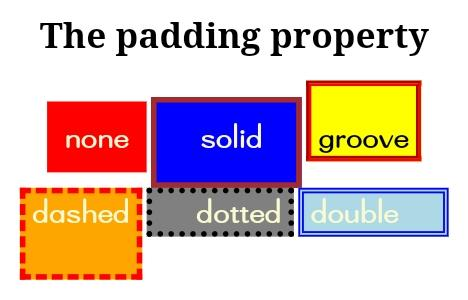 The padding property
none solid groove
dashed dotted double